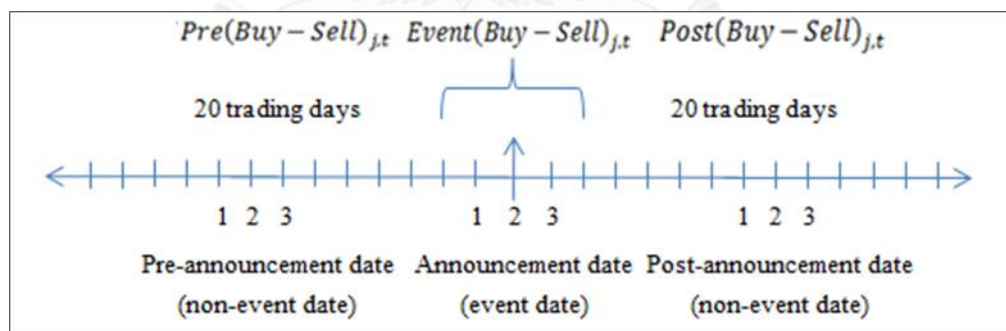 Pre(Buy − Sell)j,t Event(Buy − Sell)j,t Post(Buy − Sell)j,t
20 trading days 20 trading days
1 2 3 1 2 3 1 2 3
Pre-announcement date Announcement date Post-announcement date
(non-event date) (event date) (non-event date)